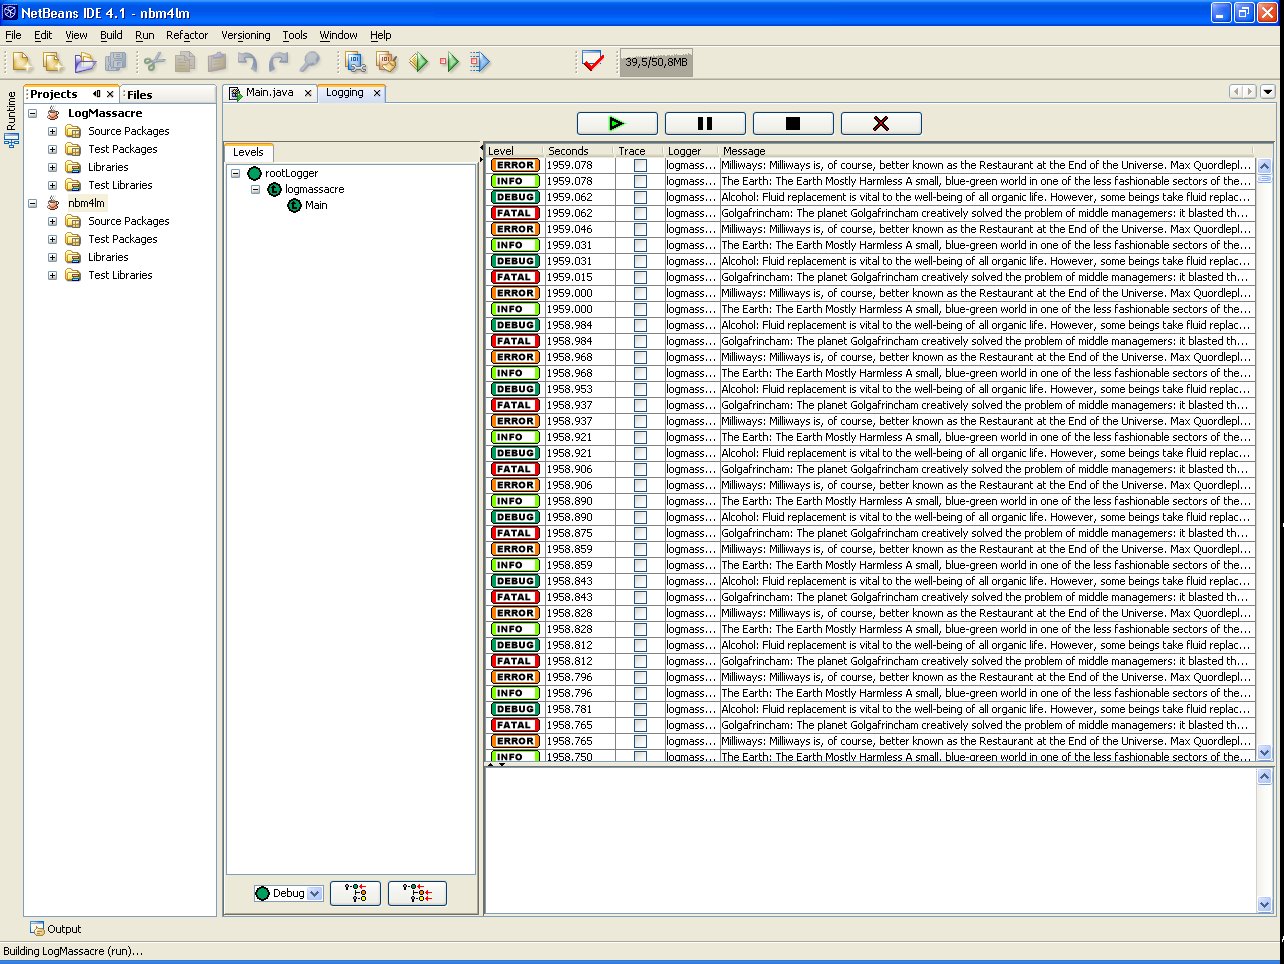 NetBeans IDE 4.1 - nbm4lm
File Edit View Build Run Refactor Versioning Tools Window Help
39,5/50,8MB
Runtime
Projects Files
LogMassacre
Source Packages
Test Packages
Libraries
Test Libraries
nbm4lm
Source Packages
Test Packages
Libraries
Test Libraries
Main.java Logging
Levels
rootLogger
logmassacre
Main
Debug
Level Seconds Trace Logger Message
ERROR 1959.078 logmass... Milliways: Milliways is, of course, better known as the Restaurant at the End of the Universe. Max Quordepl...
INFO 1959.078 logmass... The Earth: The Earth Mostly Harmless A small, blue-green world in one of the less fashionable sectors of the...
DEBUG 1959.062 logmass... Alcohol: Fluid replacement is vital to the well-being of all organic life. However, some beings take fluid replac...
FATAL 1959.062 logmass... Golgafrincham: The planet Golgafrincham creatively solved the problem of middle managemers: it blasted th...
ERROR 1959.046 logmass... Milliways: Milliways is, of course, better known as the Restaurant at the End of the Universe. Max Quordlepl...
INFO 1959.031 logmass... The Earth: The Earth Mostly Harmless A small, blue-green world in one of the less fashionable sectors of the...
DEBUG 1959.031 logmass... Alcohol: Fluid replacement is vital to the well-being of all organic life. However, some beings take fluid replac...
FATAL 1959.015 logmass... Golgafrincham: The planet Golgafrincham creatively solved the problem of middle managemers: it blasted th...
ERROR 1959.000 logmass... Milliways: Milliways is, of course, better known as the Restaurant at the End of the Universe. Max Quordlepl...
INFO 1959.000 logmass... The Earth: The Earth Mostly Harmless A small, blue-green world in one of the less fashionable sectors of the...
DEBUG 1958.984 logmass... Alcohol: Fluid replacement is vital to the well-being of all organic life. However, some beings take fluid replac...
FATAL 1958.984 logmass... Golgafrincham: The planet Golgafrincham creatively solved the problem of middle managemers: it blasted th...
ERROR 1958.968 logmass... Milliways: Milliways is, of course, better known as the Restaurant at the End of the Universe. Max Quordlepl...
INFO 1958.968 logmass... The Earth: The Earth Mostly Harmless A small, blue-green world in one of the less fashionable sectors of the...
DEBUG 1958.953 logmass... Alcohol: Fluid replacement is vital to the well-being of all organic life. However, some beings take fluid replac...
FATAL 1958.937 logmass... Golgafrincham: The planet Golgafrincham creatively solved the problem of middle managemers: it blasted th...
ERROR 1958.937 logmass... Milliways: Milliways is, of course, better known as the Restaurant at the End of the Universe. Max Quordlepl...
INFO 1958.921 logmass... The Earth: The Earth Mostly Harmless A small, blue-green world in one of the less fashionable sectors of the...
DEBUG 1958.921 logmass... Alcohol: Fluid replacement is vital to the well-being of all organic life. However, some beings take fluid replac...
FATAL 1958.906 logmass... Golgafrincham: The planet Golgafrincham creatively solved the problem of middle managemers: it blasted th...
ERROR 1958.906 logmass... Milliways: Milliways is, of course, better known as the Restaurant at the End of the Universe. Max Quordlepl...
INFO 1958.890 logmass... The Earth: The Earth Mostly Harmless A small, blue-green world in one of the less fashionable sectors of the...
DEBUG 1958.890 logmass... Alcohol: Fluid replacement is vital to the well-being of all organic life. However, some beings take fluid replac...
FATAL 1958.875 logmass... Golgafrincham: The planet Golgafrincham creatively solved the problem of middle managemers: it blasted th...
ERROR 1958.859 logmass... Milliways: Milliways is, of course, better known as the Restaurant at the End of the Universe. Max Quordlepl...
INFO 1958.859 logmass... The Earth: The Earth Mostly Harmless A small, blue-green world in one of the less fashionable sectors of the...
DEBUG 1958.843 logmass... Alcohol: Fluid replacement is vital to the well-being of all organic life. However, some beings take fluid replac...
FATAL 1958.843 logmass... Golgafrincham: The planet Golgafrincham creatively solved the problem of middle managemers: it blasted th...
ERROR 1958.828 logmass... Milliways: Milliways is, of course, better known as the Restaurant at the End of the Universe. Max Quordlepl...
INFO 1958.828 logmass... The Earth: The Earth Mostly Harmless A small, blue-green world in one of the less fashionable sectors of the...
DEBUG 1958.812 logmass... Alcohol: Fluid replacement is vital to the well-being of all organic life. However, some beings take fluid replac...
FATAL 1958.812 logmass... Golgafrincham: The planet Golgafrincham creatively solved the problem of middle managemers: it blasted th...
ERROR 1958.796 logmass... Milliways: Milliways is, of course, better known as the Restaurant at the End of the Universe. Max Quordlepl...
INFO 1958.796 logmass... The Earth: The Earth Mostly Harmless A small, blue-green world in one of the less fashionable sectors of the...
DEBUG 1958.781 logmass... Alcohol: Fluid replacement is vital to the well-being of all organic life. However, some beings take fluid replac...
FATAL 1958.765 logmass... Golgafrincham: The planet Golgafrincham creatively solved the problem of middle managemers: it blasted th...
ERROR 1958.765 logmass... Milliways: Milliways is, of course, better known as the Restaurant at the End of the Universe. Max Quordlepl...
INFO 1958.750 logmass... The Earth: The Earth Mostly Harmless A small, blue-green world in one of the less fashionable sectors of the...
Output
Building LogMassacre (run)...